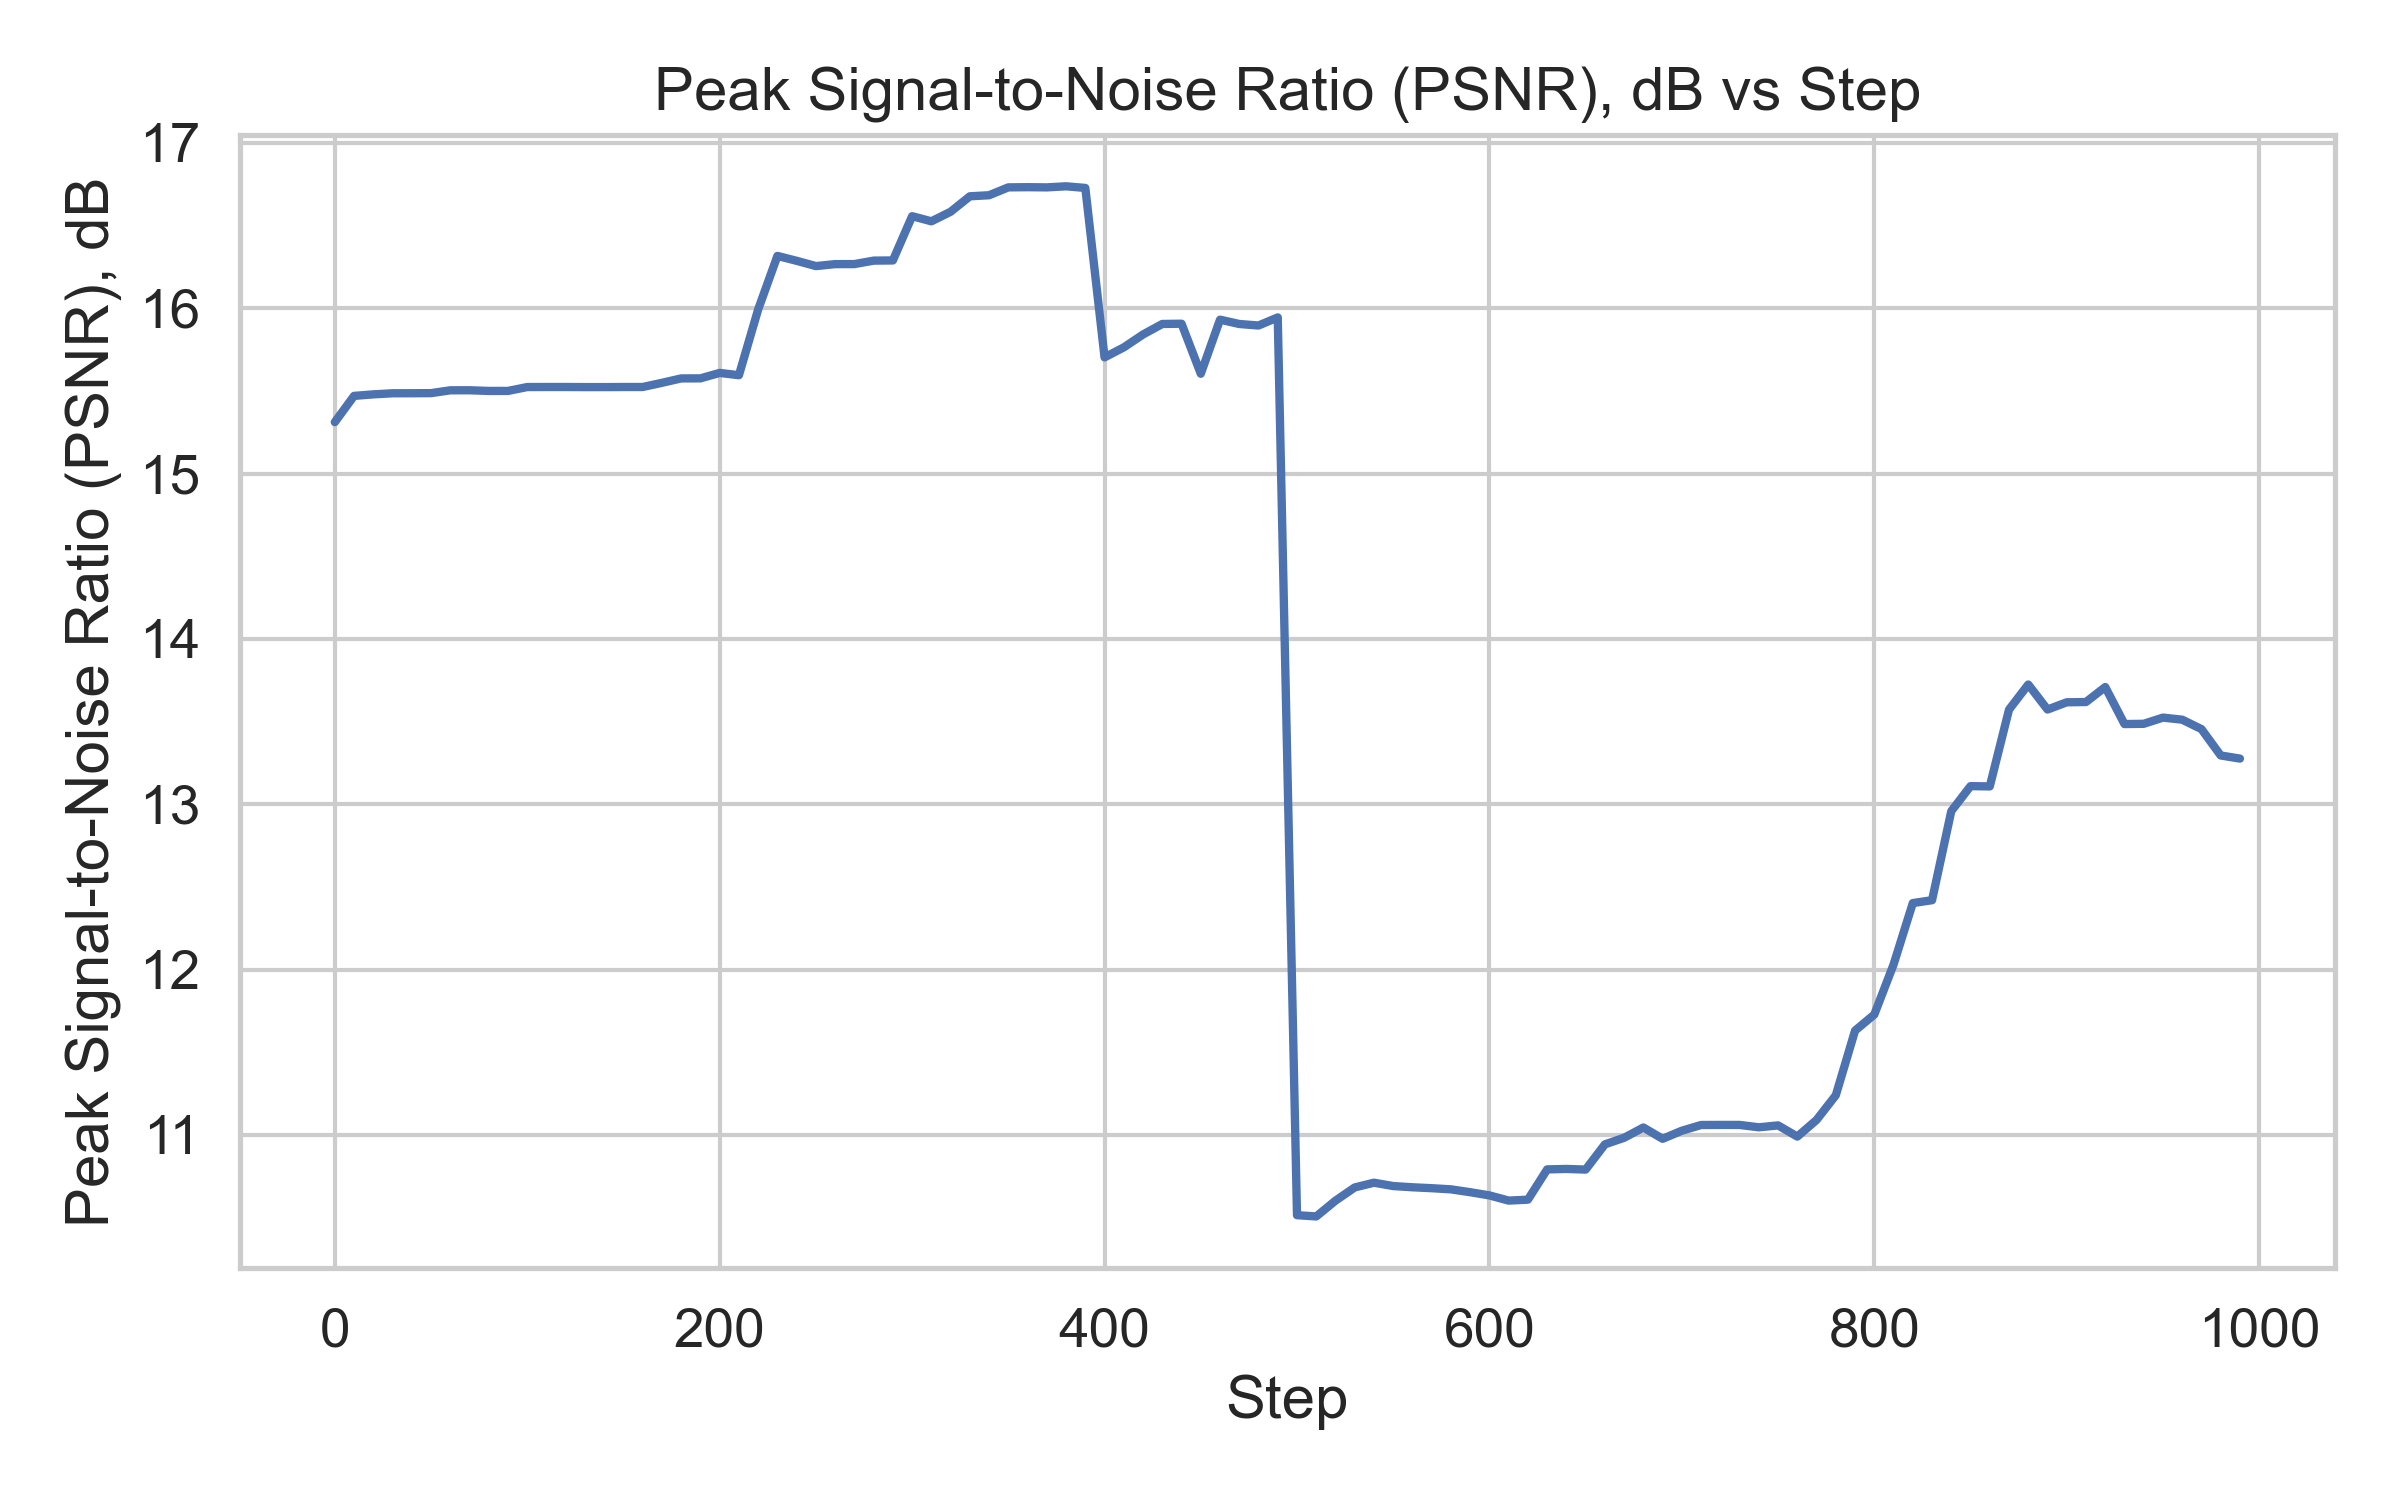 Peak Signal-to-Noise Ratio (PSNR), dB vs Step
Peak Signal-to-Noise Ratio (PSNR), dB
17
16
15
14
13
12
11
0 200 400 600 800 1000
Step